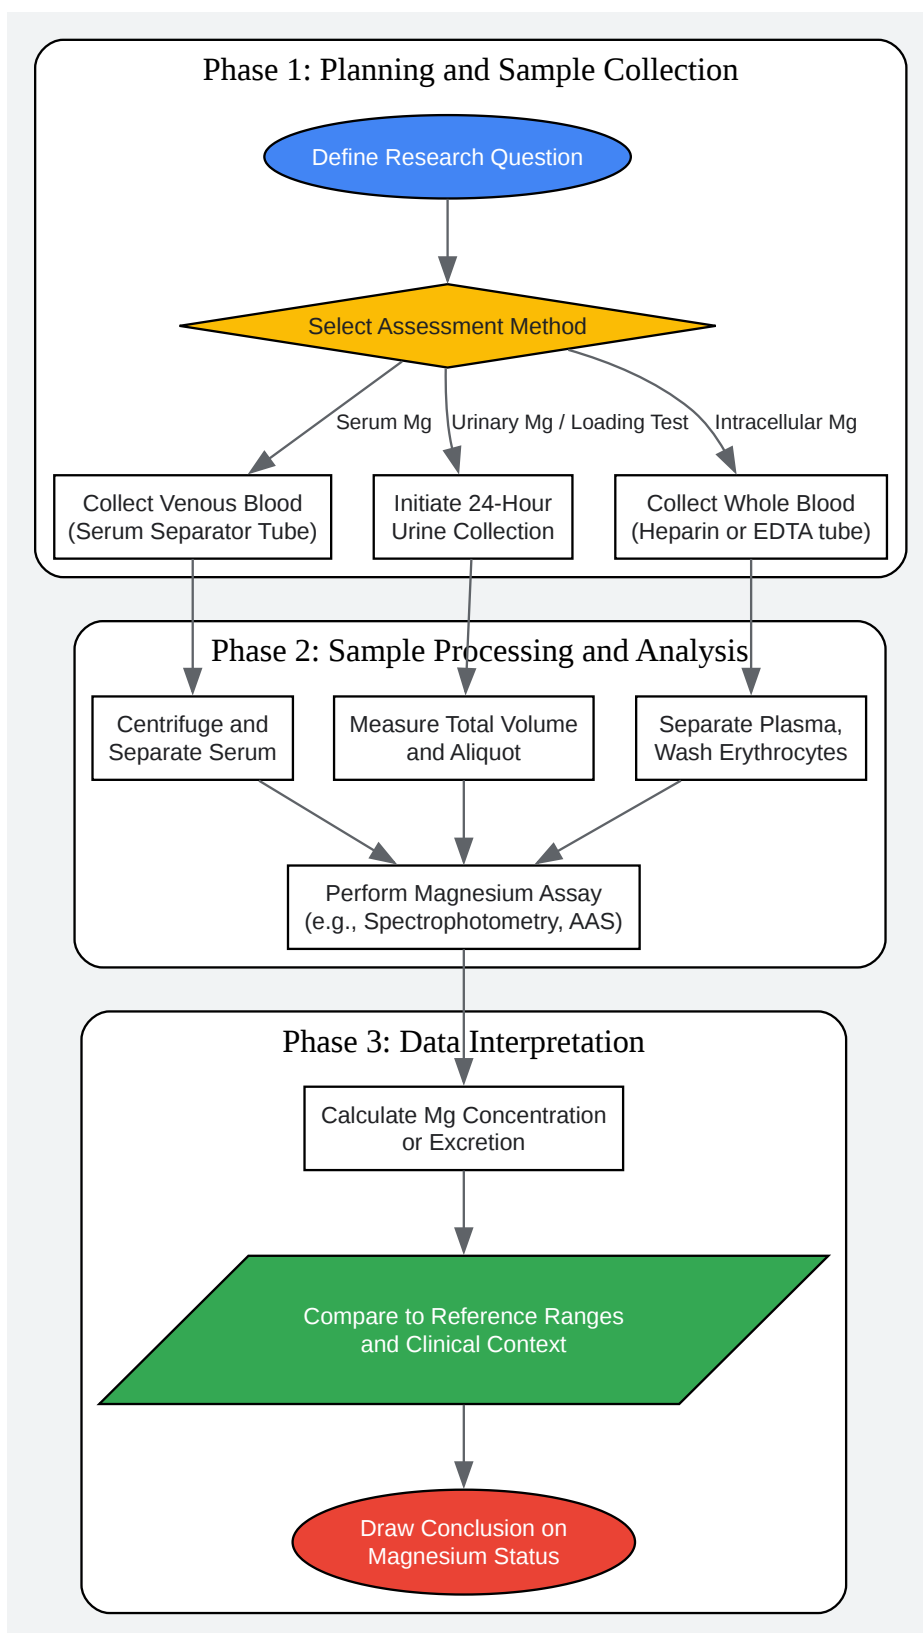 Phase 1: Planning and Sample Collection
Define Research Question
Select Assessment Method
Serum Mg
Urinary Mg / Loading Test
Intracellular Mg
Collect Venous Blood
(Serum Separator Tube)
Initiate 24-Hour
Urine Collection
Collect Whole Blood
(Heparin or EDTA tube)
Phase 2: Sample Processing and Analysis
Centrifuge and
Separate Serum
Measure Total Volume
and Aliquot
Separate Plasma,
Wash Erythrocytes
Perform Magnesium Assay
(e.g., Spectrophotometry, AAS)
Phase 3: Data Interpretation
Calculate Mg Concentration
or Excretion
Compare to Reference Ranges
and Clinical Context
Draw Conclusion on
Magnesium Status